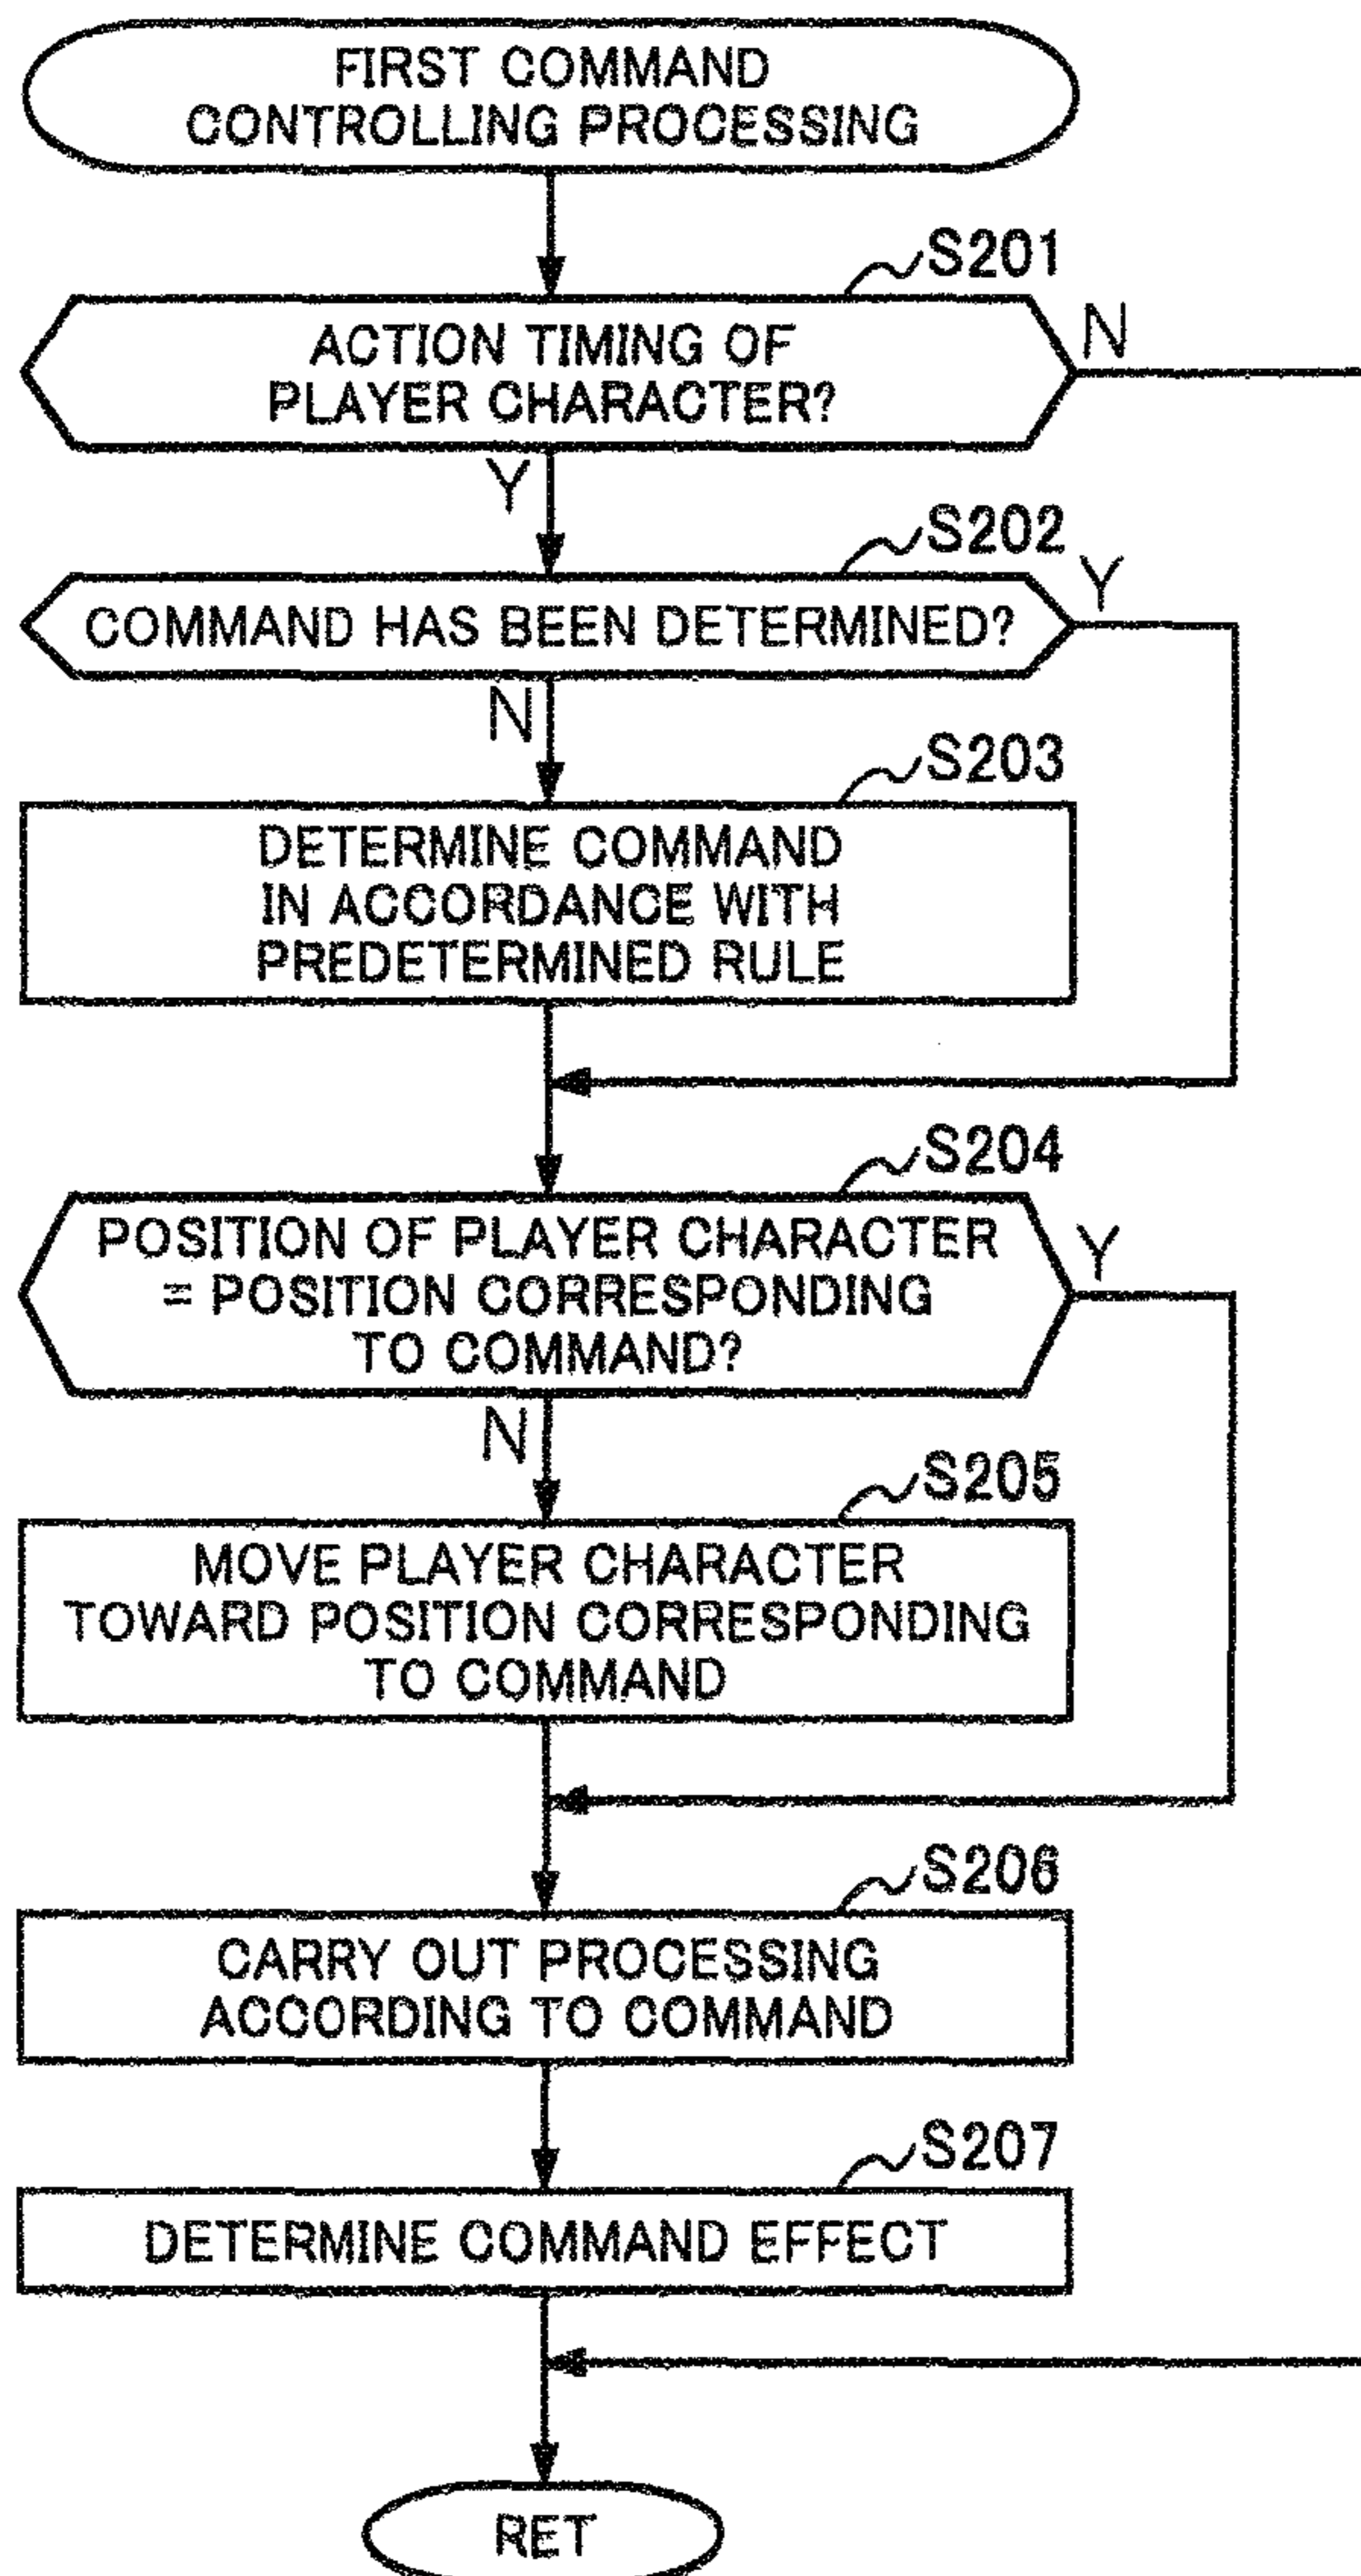 FIRST COMMAND
CONTROLLING PROCESSING
S201
ACTION TIMING OF
PLAYER CHARACTER?
N
Y
S202
COMMAND HAS BEEN DETERMINED?
Y
N
S203
DETERMINE COMMAND
IN ACCORDANCE WITH
PREDETERMINED RULE
S204
POSITION OF PLAYER CHARACTER
= POSITION CORRESPONDING
TO COMMAND?
Y
N
S205
MOVE PLAYER CHARACTER
TOWARD POSITION CORRESPONDING
TO COMMAND
S206
CARRY OUT PROCESSING
ACCORDING TO COMMAND
S207
DETERMINE COMMAND EFFECT
RET